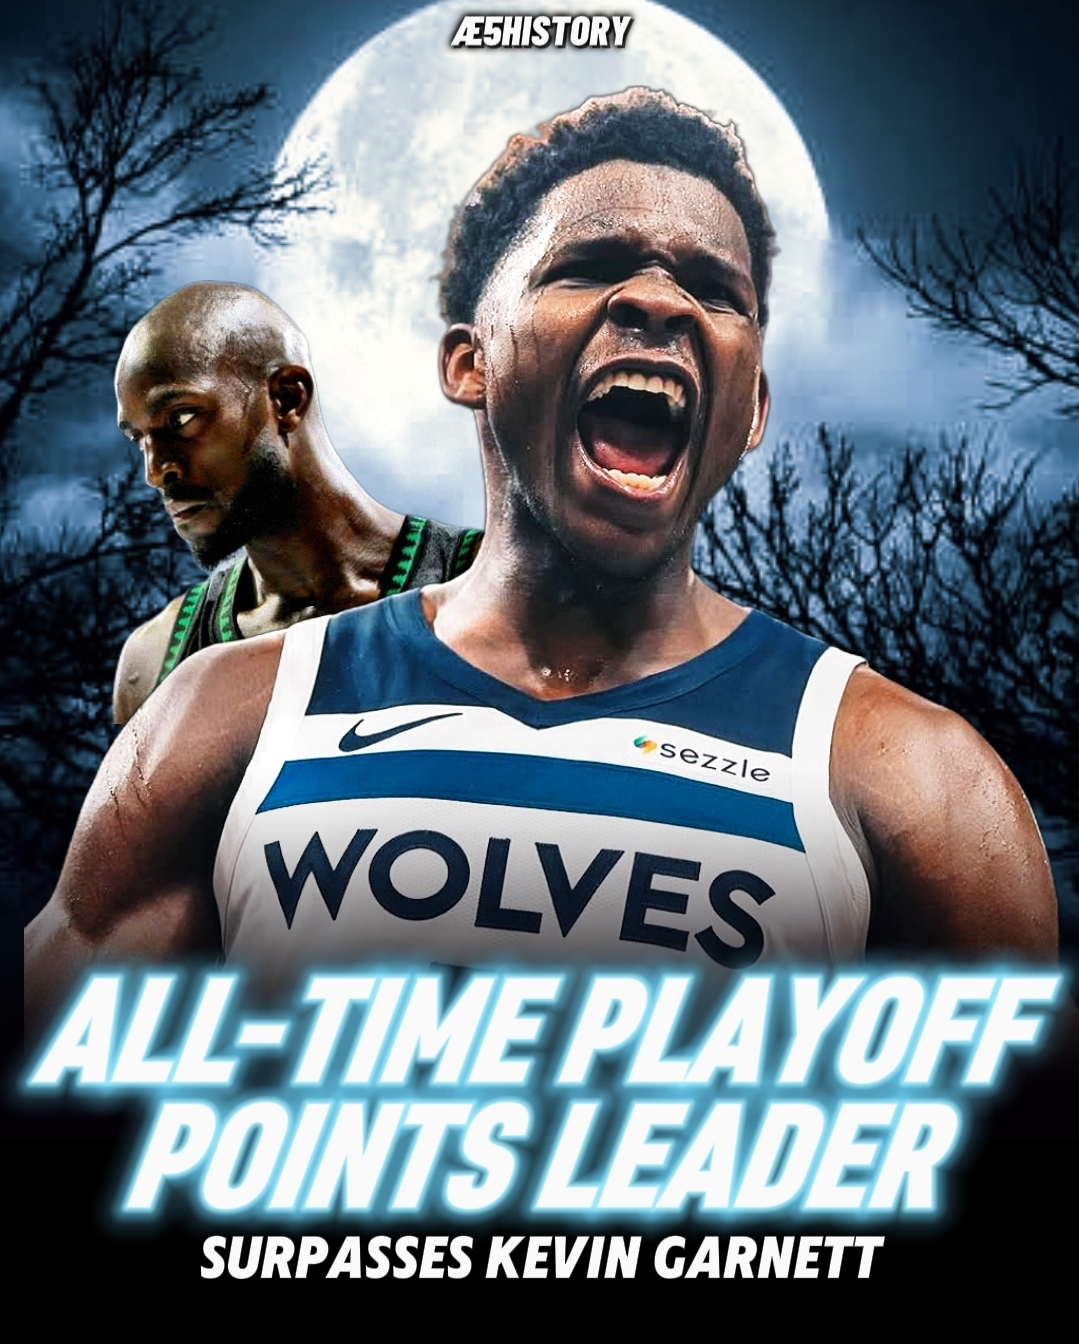 Æ5HISTORY
sezzle
WOLVES
ALL-TIME PLAYOFF
POINTS LEADER
SURPASSES KEVIN GARNETT